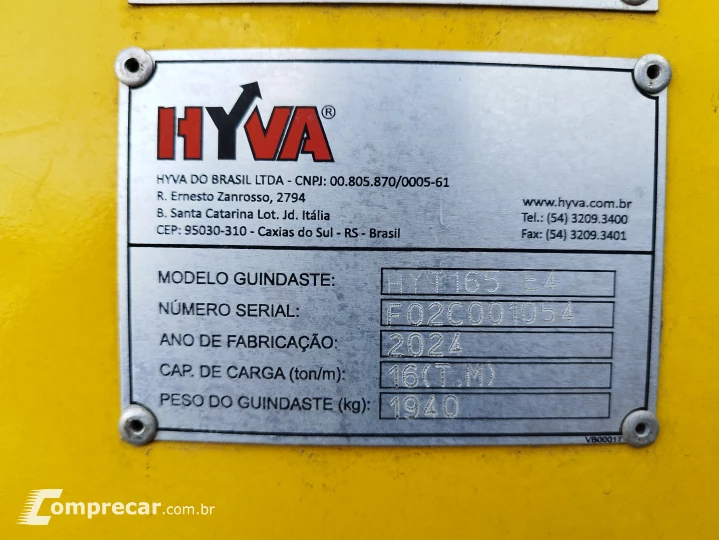 HYVA®
HYVA DO BRASIL LTDA - CNPJ: 00.805.870/0005-61
R. Ernesto Zanrosso, 2794
B. Santa Catarina Lot. Jd. Itália
CEP: 95030-310 - Caxias do Sul - RS - Brasil
www.hyva.com.br
Tel.: (54) 3209.3400
Fax: (54) 3209.3401
MODELO GUINDASTE: HYT165 E4
NÚMERO SERIAL: F02C001054
ANO DE FABRICAÇÃO: 2024
CAP. DE CARGA (ton/m): 16(T.M)
PESO DO GUINDASTE (kg): 1940
VB00017
Comprecar.com.br